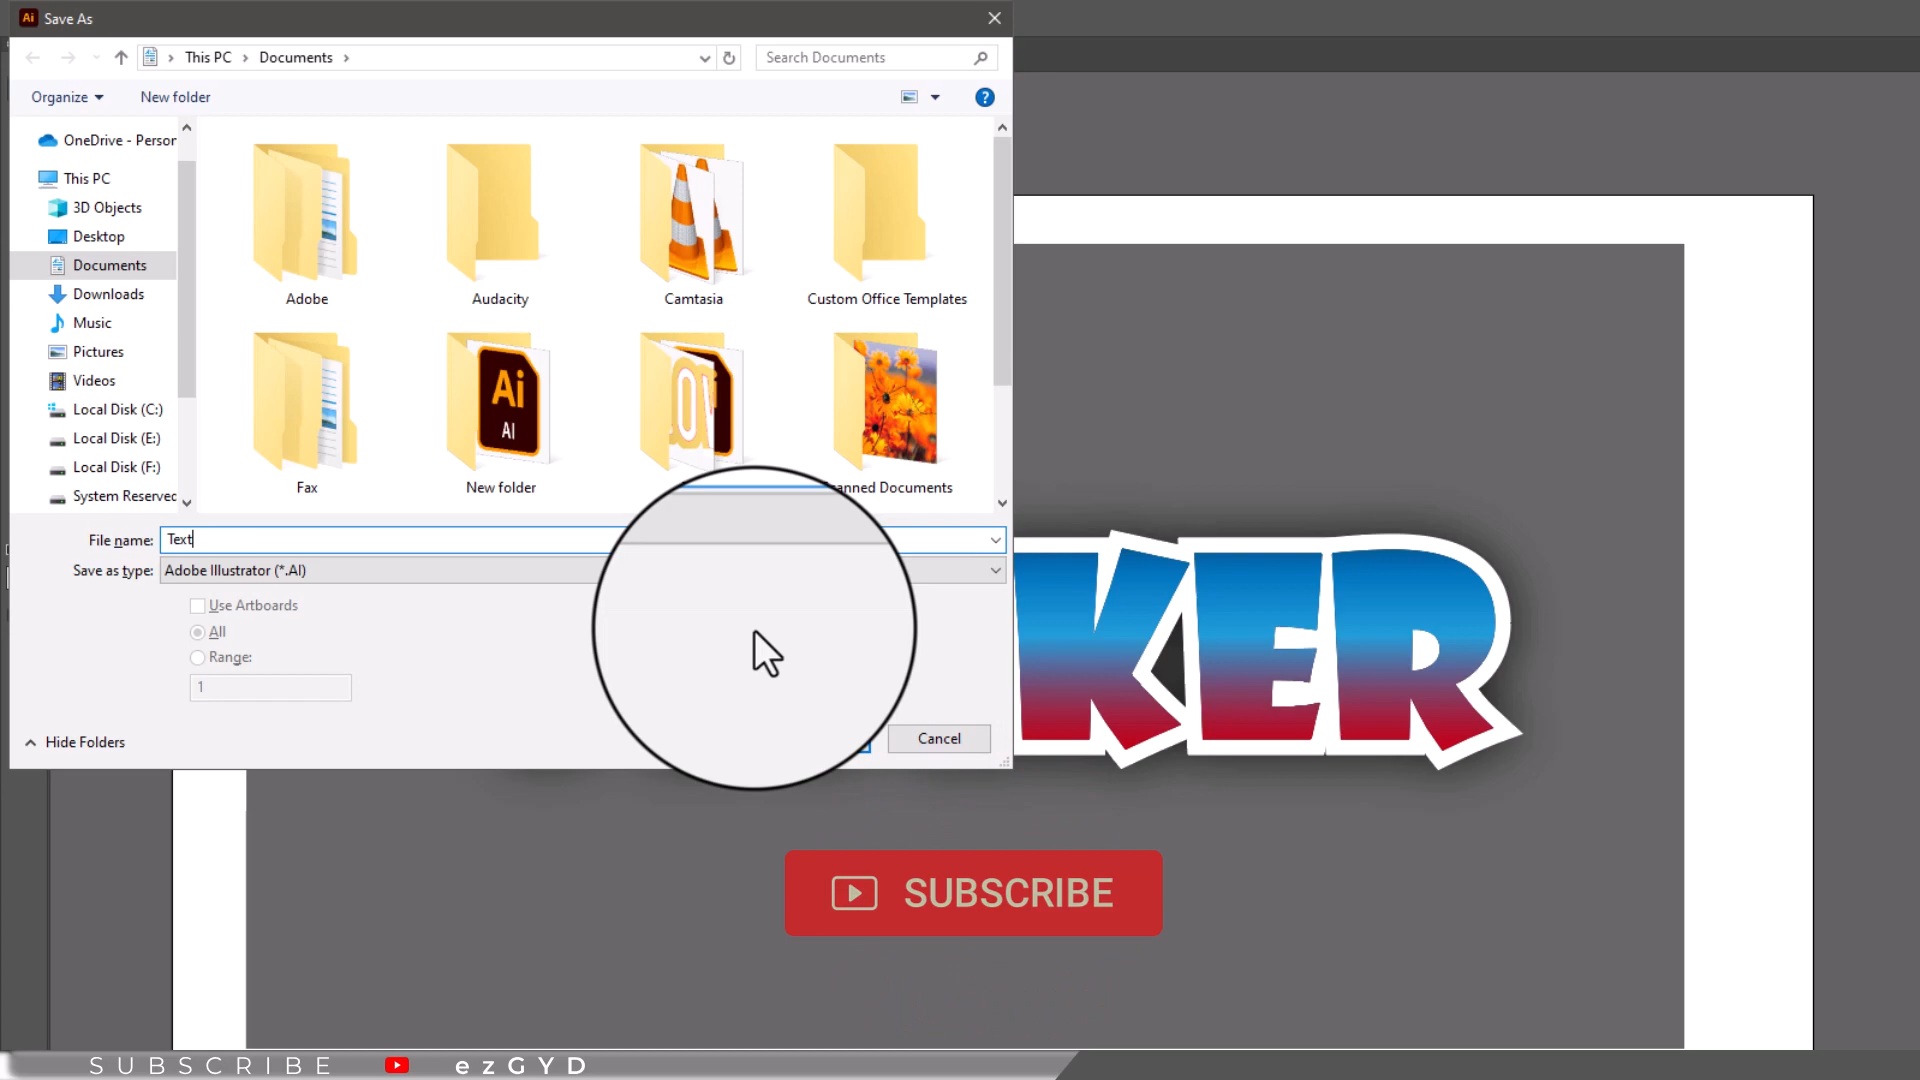 Ai Save As
This PC Documents
Search Documents
Organize
New folder
OneDrive - Person
This PC
3D Objects
Desktop
Documents
Downloads
Music
Pictures
Videos
Local Disk (C:)
Local Disk (E:)
Local Disk (F:)
System Reserved
Adobe
Audacity
Camtasia
Custom Office Templates
Ai
AI
Fax
New folder
Documents
File name: Text
Save as type: Adobe Illustrator (*.AI)
Use Artboards
All
Range:
1
Hide Folders
Cancel
KER
SUBSCRIBE
SUBSCRIBE ezGYD